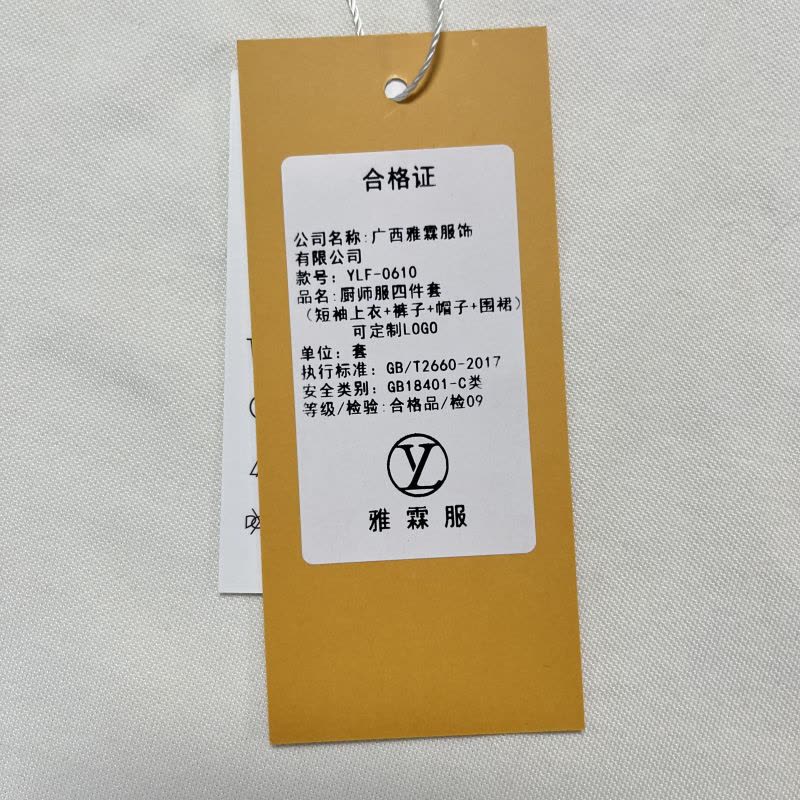 合格证
公司名称:广西雅霖服饰
有限公司
款号: YLF-0610
品名:厨师服四件套
(短袖上衣+裤子+帽子+围裙)
可定制LOGO
单位: 套
执行标准: GB/T2660-2017
安全类别: GB18401-C类
等级/检验:合格品/检09
YL
雅霖服